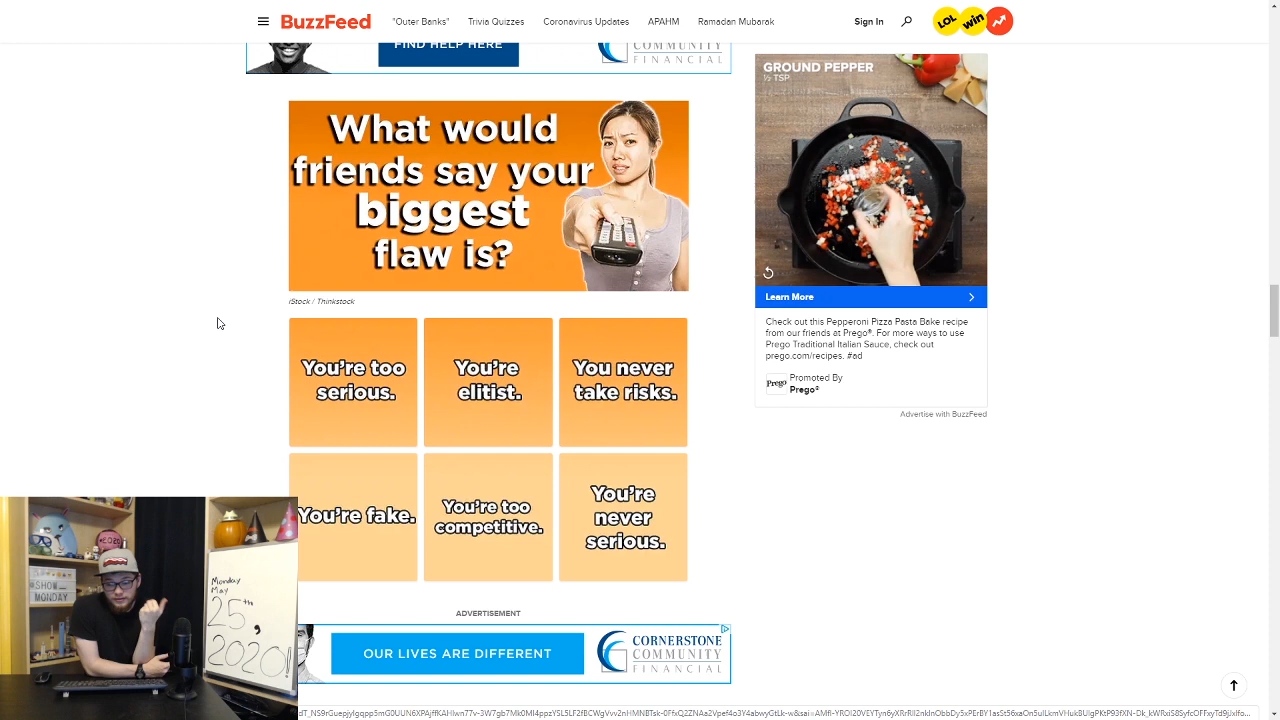 BuzzFeed
"Outer Banks" Trivia Quizzes Coronavirus Updates APAHM Ramadan Mubarak
Sign In
LOL
win
FIND HELP HERE
COMMUNITY
FINANCIAL
What would
friends say your
biggest
flaw is?
iStock / Thinkstock
You're too
serious.
You're
elitist.
You never
take risks.
You're fake.
You're too
competitive.
You're
never
serious.
ADVERTISEMENT
OUR LIVES ARE DIFFERENT
CORNERSTONE
COMMUNITY
FINANCIAL
GROUND PEPPER
½ TSP
Learn More
Check out this Pepperoni Pizza Pasta Bake recipe
from our friends at Prego®. For more ways to use
Prego Traditional Italian Sauce, check out
prego.com/recipes. #ad
Prego
Promoted By
Prego®
Advertise with BuzzFeed
#SHOW
MONDAY
Monday
May
25th,
2020!